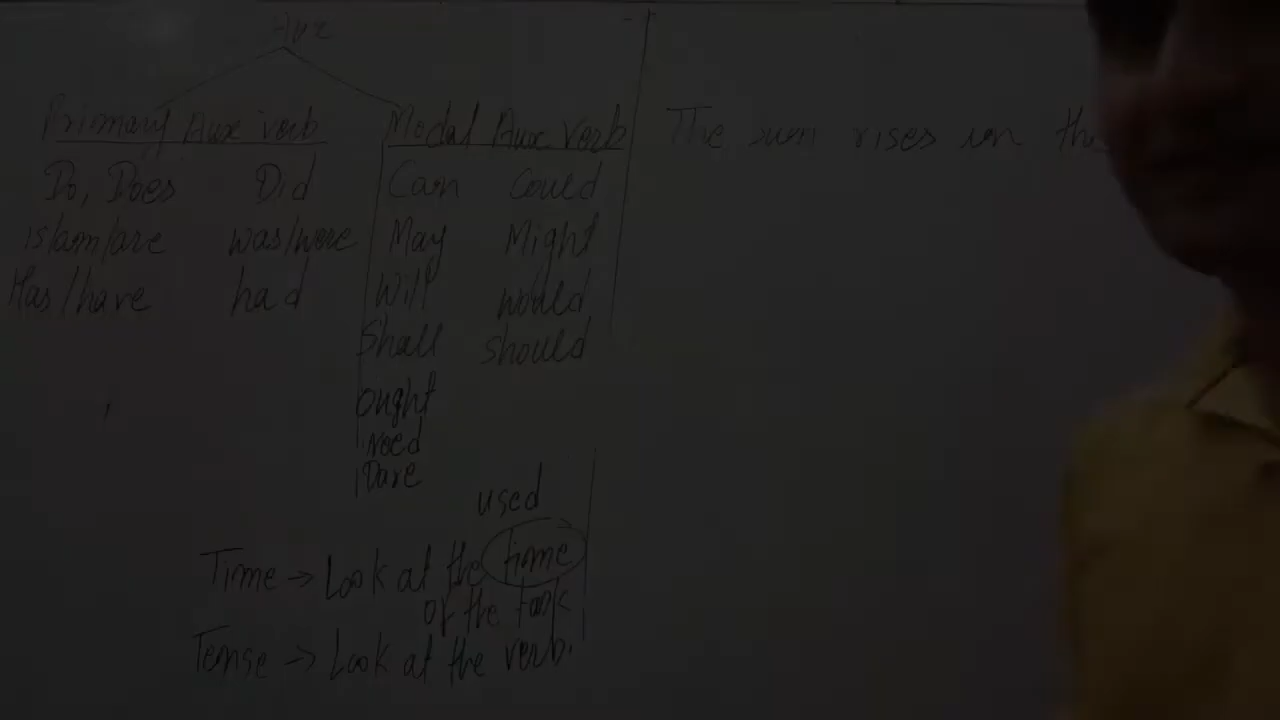 Aux
Primary Aux verb
Do, Does Did
is/am/are was/were
Has/have had
Modal Aux Verb
Can Could
May Might
Will would
Shall should
ought
Need
Dare
used
Time → Look at the time
of the task
Tense → Look at the verb.
The sun rises in the